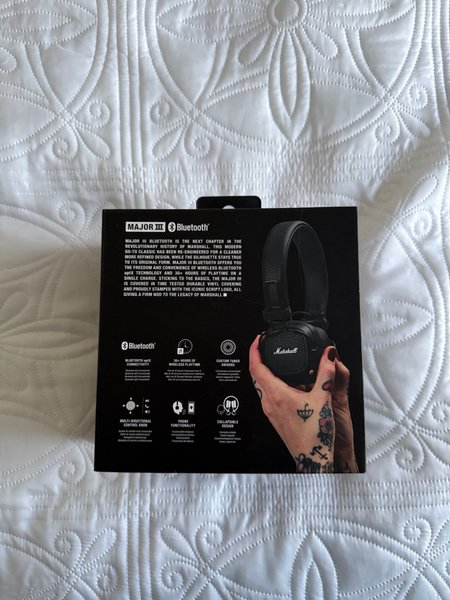 MAJOR III Bluetooth®
MAJOR III BLUETOOTH IS THE NEXT CHAPTER IN THE
REVOLUTIONARY HISTORY OF MARSHALL. THIS MODERN
GO-TO CLASSIC HAS BEEN RE-ENGINEERED FOR A CLEANER
MORE REFINED DESIGN, WHILE THE SILHOUETTE STAYS TRUE
TO ITS ORIGINAL FORM. MAJOR III BLUETOOTH OFFERS YOU
THE FREEDOM AND CONVENIENCE OF WIRELESS BLUETOOTH
aptX TECHNOLOGY AND 30+ HOURS OF PLAYTIME ON A
SINGLE CHARGE. STICKING TO THE BASICS, THE MAJOR III
IS COVERED IN TIME TESTED DURABLE VINYL COVERING
AND PROUDLY STAMPED WITH THE ICONIC SCRIPT LOGO, ALL
GIVING A FIRM NOD TO THE LEGACY OF MARSHALL
Marshall
Bluetooth®
BLUETOOTH aptX
CONNECTIVITY
30+ HOURS OF
WIRELESS PLAYTIME
CUSTOM TUNED
DRIVERS
MULTI-DIRECTIONAL
CONTROL KNOB
PHONE
FUNCTIONALITY
COLLAPSIBLE
DESIGN